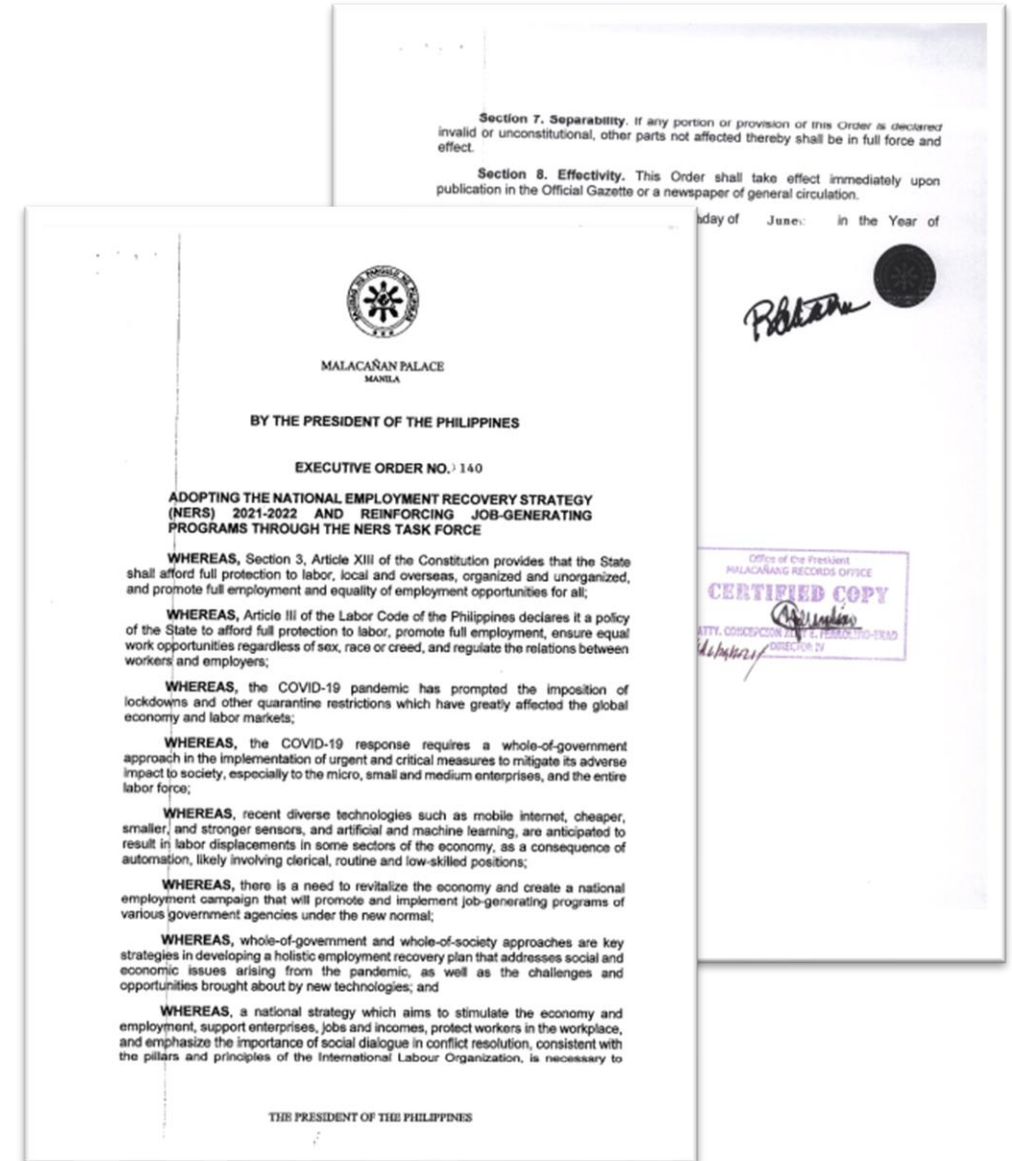 MALACAÑAN PALACE
MANILA
BY THE PRESIDENT OF THE PHILIPPINES
EXECUTIVE ORDER NO. 140
ADOPTING THE NATIONAL EMPLOYMENT RECOVERY STRATEGY
(NERS) 2021-2022 AND REINFORCING JOB-GENERATING
PROGRAMS THROUGH THE NERS TASK FORCE
WHEREAS, Section 3, Article XIII of the Constitution provides that the State
shall afford full protection to labor, local and overseas, organized and unorganized,
and promote full employment and equality of employment opportunities for all;
WHEREAS, Article III of the Labor Code of the Philippines declares it a policy
of the State to afford full protection to labor, promote full employment, ensure equal
work opportunities regardless of sex, race or creed, and regulate the relations between
workers and employers;
WHEREAS, the COVID-19 pandemic has prompted the imposition of
lockdowns and other quarantine restrictions which have greatly affected the global
economy and labor markets;
WHEREAS, the COVID-19 response requires a whole-of-government
approach in the implementation of urgent and critical measures to mitigate its adverse
impact to society, especially to the micro, small and medium enterprises, and the entire
labor force;
WHEREAS, recent diverse technologies such as mobile internet, cheaper,
smaller, and stronger sensors, and artificial and machine learning, are anticipated to
result in labor displacements in some sectors of the economy, as a consequence of
automation, likely involving clerical, routine and low-skilled positions;
WHEREAS, there is a need to revitalize the economy and create a national
employment campaign that will promote and implement job-generating programs of
various government agencies under the new normal;
WHEREAS, whole-of-government and whole-of-society approaches are key
strategies in developing a holistic employment recovery plan that addresses social and
economic issues arising from the pandemic, as well as the challenges and
opportunities brought about by new technologies; and
WHEREAS, a national strategy which aims to stimulate the economy and
employment, support enterprises, jobs and incomes, protect workers in the workplace,
and emphasize the importance of social dialogue in conflict resolution, consistent with
the pillars and principles of the International Labour Organization, is necessary to
THE PRESIDENT OF THE PHILIPPINES
Section 7. Separability. If any portion or provision of this Order is declared
invalid or unconstitutional, other parts not affected thereby shall be in full force and
effect.
Section 8. Effectivity. This Order shall take effect immediately upon
publication in the Official Gazette or a newspaper of general circulation.
day of June in the Year of
Office of the President
MALACAÑANG RECORDS OFFICE
CERTIFIED COPY
ATTY. CONCEPCION
DIRECTOR IV